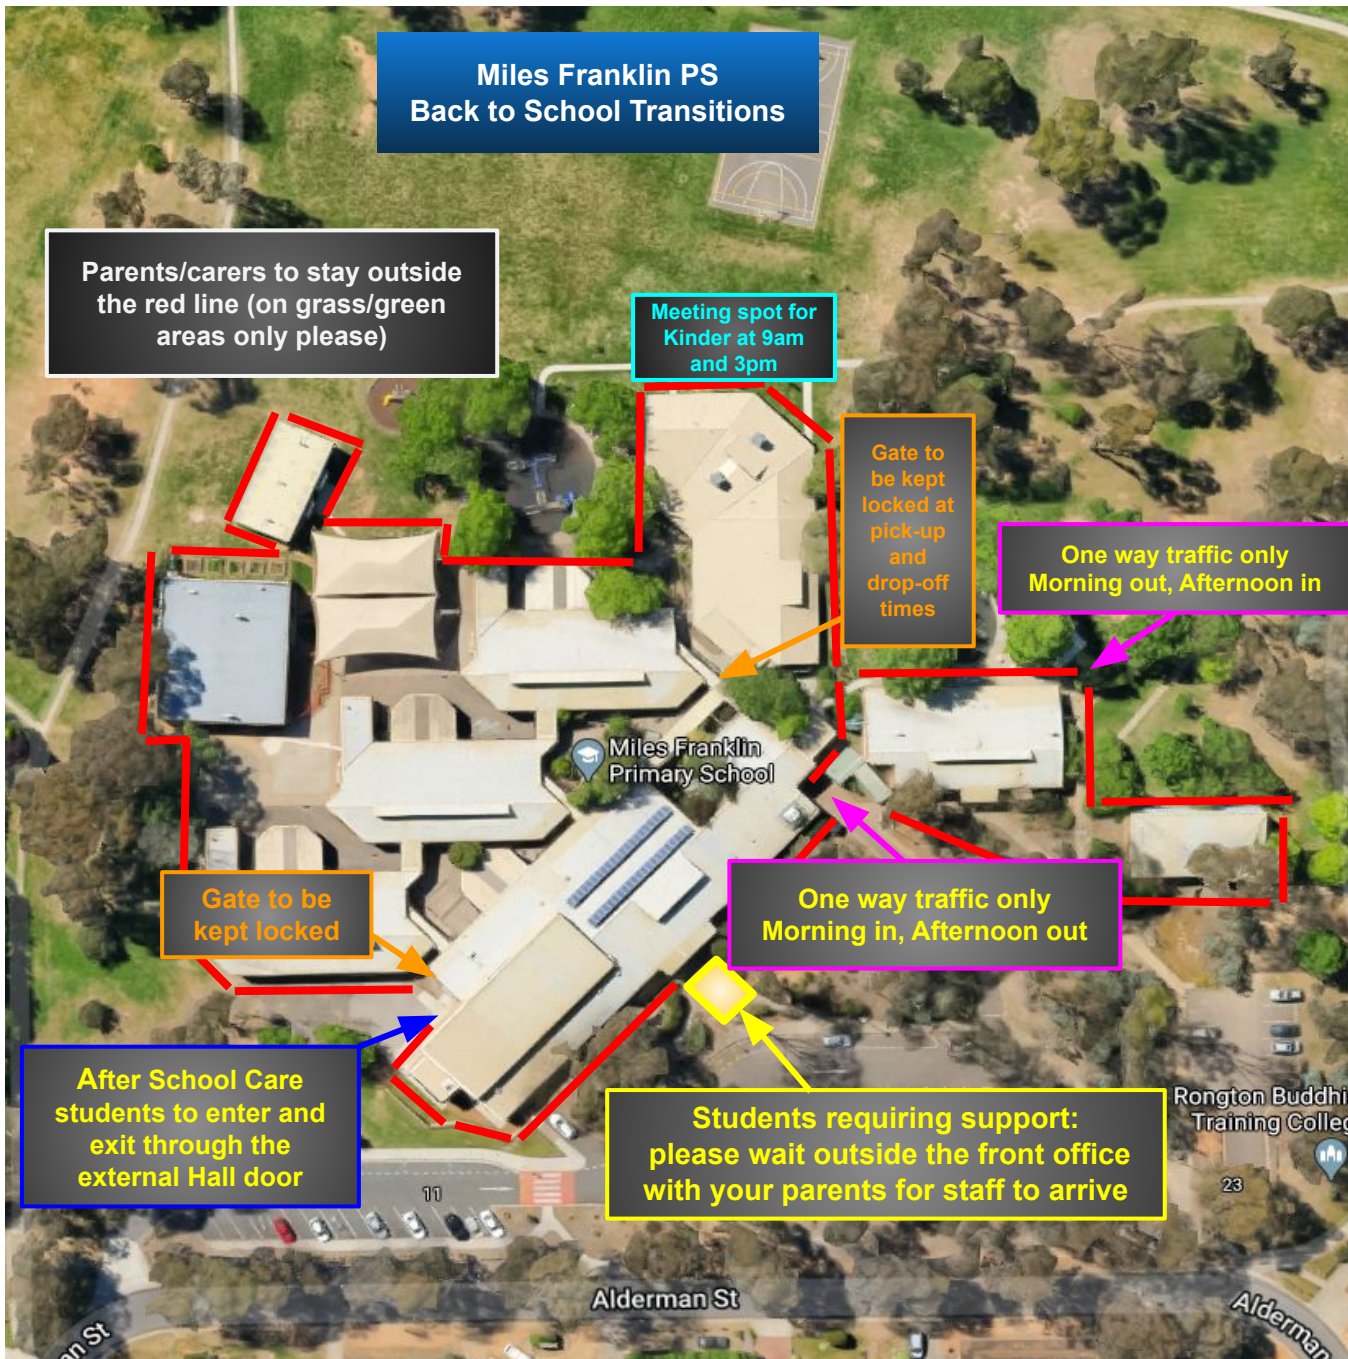 Miles Franklin PS
Back to School Transitions
Parents/carers to stay outside
the red line (on grass/green
areas only please)
Meeting spot for
Kinder at 9am
and 3pm
Gate to
be kept
locked at
pick-up
and
drop-off
times
One way traffic only
Morning out, Afternoon in
Miles Franklin
Primary School
Gate to be
kept locked
One way traffic only
Morning in, Afternoon out
After School Care
students to enter and
exit through the
external Hall door
Students requiring support:
please wait outside the front office
with your parents for staff to arrive
Rongton Buddhi
Training Colleg
11
23
Alderman St
Alderman
an St